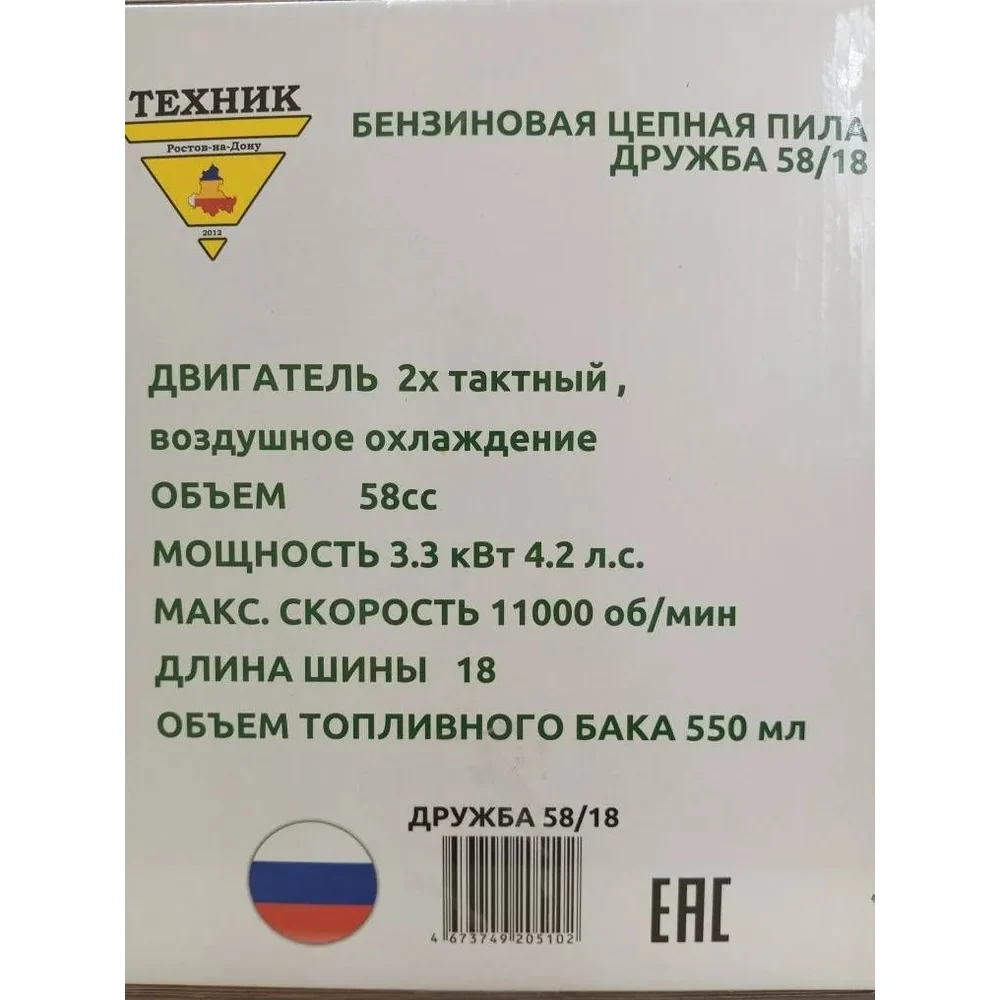 ТЕХНИК
Ростов-на-Дону
2012
БЕНЗИНОВАЯ ЦЕПНАЯ ПИЛА
ДРУЖБА 58/18
ДВИГАТЕЛЬ 2х тактный ,
воздушное охлаждение
ОБЪЕМ 58сс
МОЩНОСТЬ 3.3 кВт 4.2 л.с.
МАКС. СКОРОСТЬ 11000 об/мин
ДЛИНА ШИНЫ 18
ОБЪЕМ ТОПЛИВНОГО БАКА 550 мл
ДРУЖБА 58/18
4 673749 205102
EAC